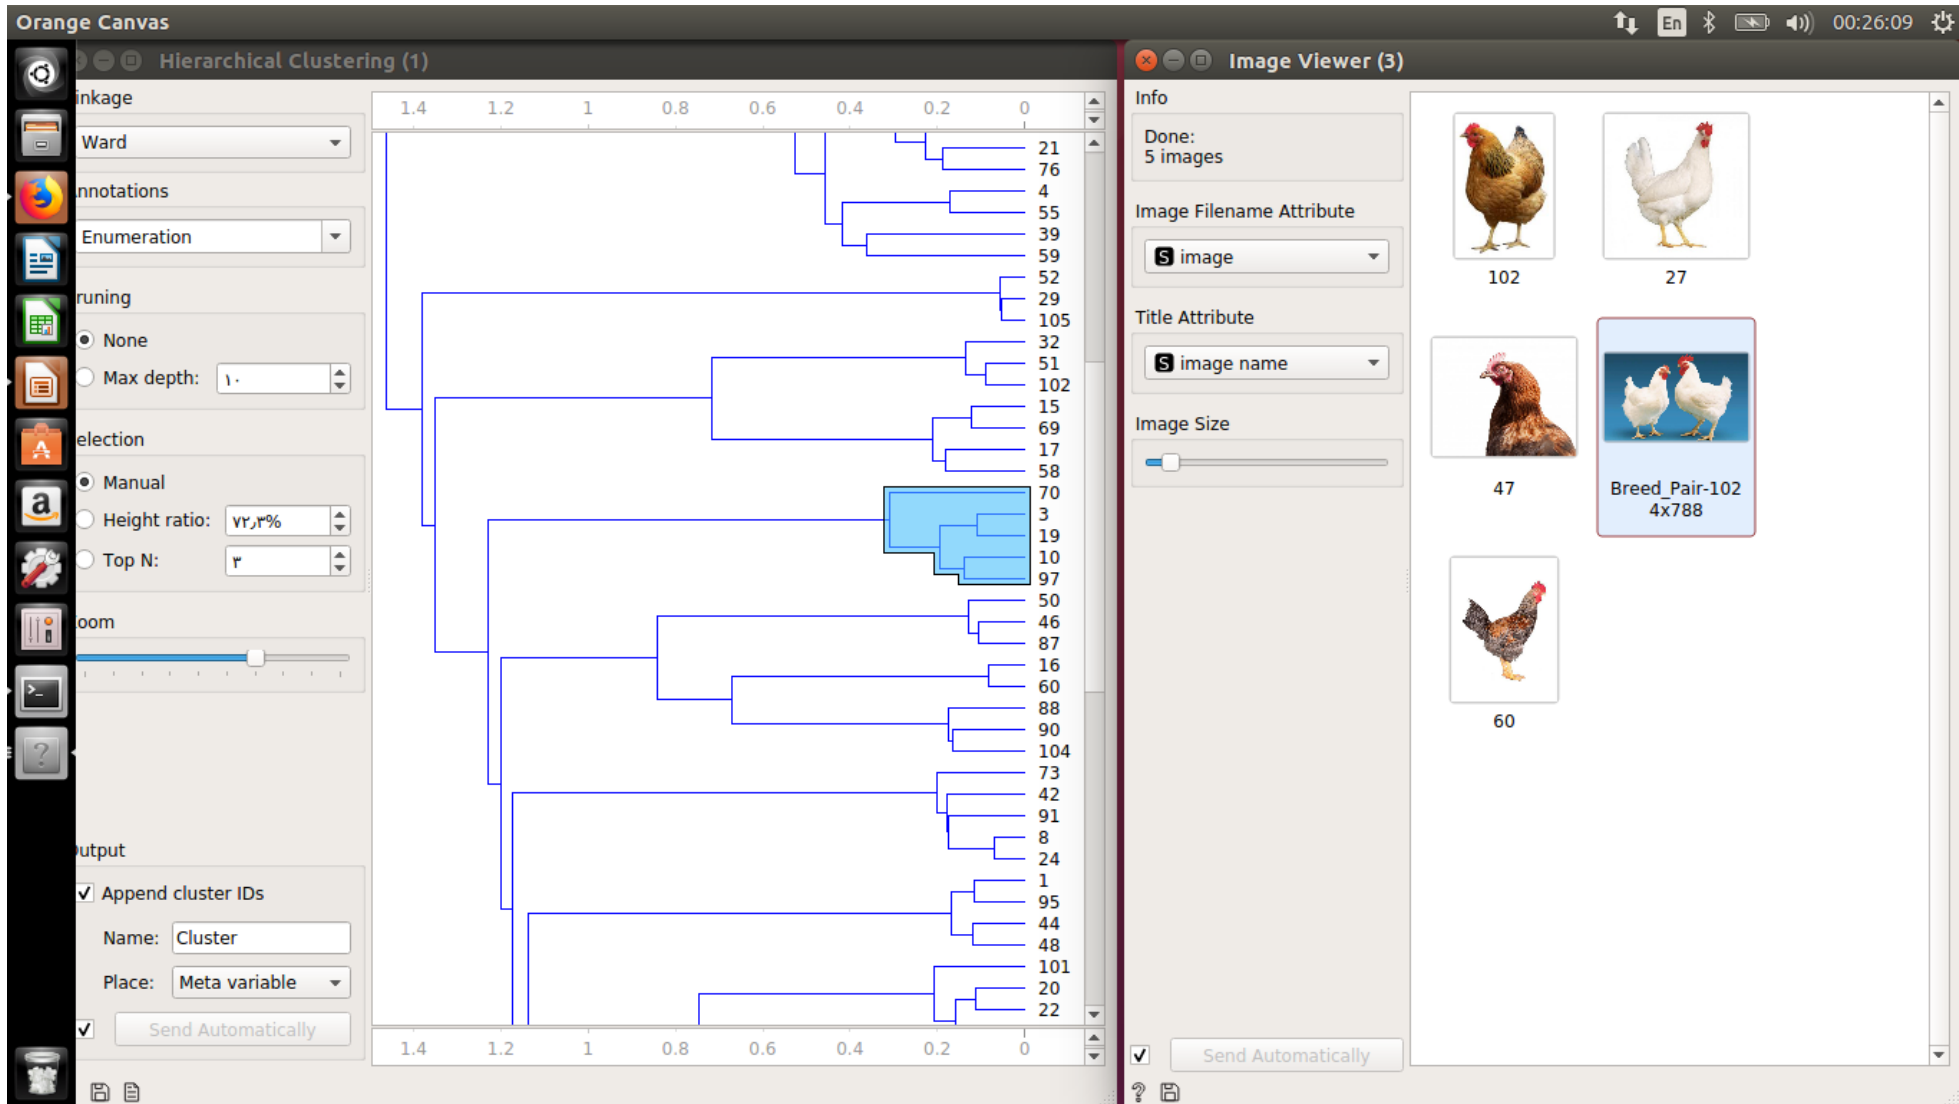 Orange Canvas
En
00:26:09
Hierarchical Clustering (1)
inkage
Ward
nnotations
Enumeration
runing
None
Max depth:
۱۰
election
Manual
Height ratio:
۷۲٫۳%
Top N:
۳
oom
utput
Append cluster IDs
Name:
Cluster
Place:
Meta variable
Send Automatically
1.4 1.2 1 0.8 0.6 0.4 0.2 0
21
76
4
55
39
59
52
29
105
32
51
102
15
69
17
58
70
3
19
10
97
50
46
87
16
60
88
90
104
73
42
91
8
24
1
95
44
48
101
20
22
1.4 1.2 1 0.8 0.6 0.4 0.2 0
Image Viewer (3)
Info
Done:
5 images
Image Filename Attribute
S image
Title Attribute
S image name
Image Size
Send Automatically
102
27
47
Breed_Pair-102
4x788
60